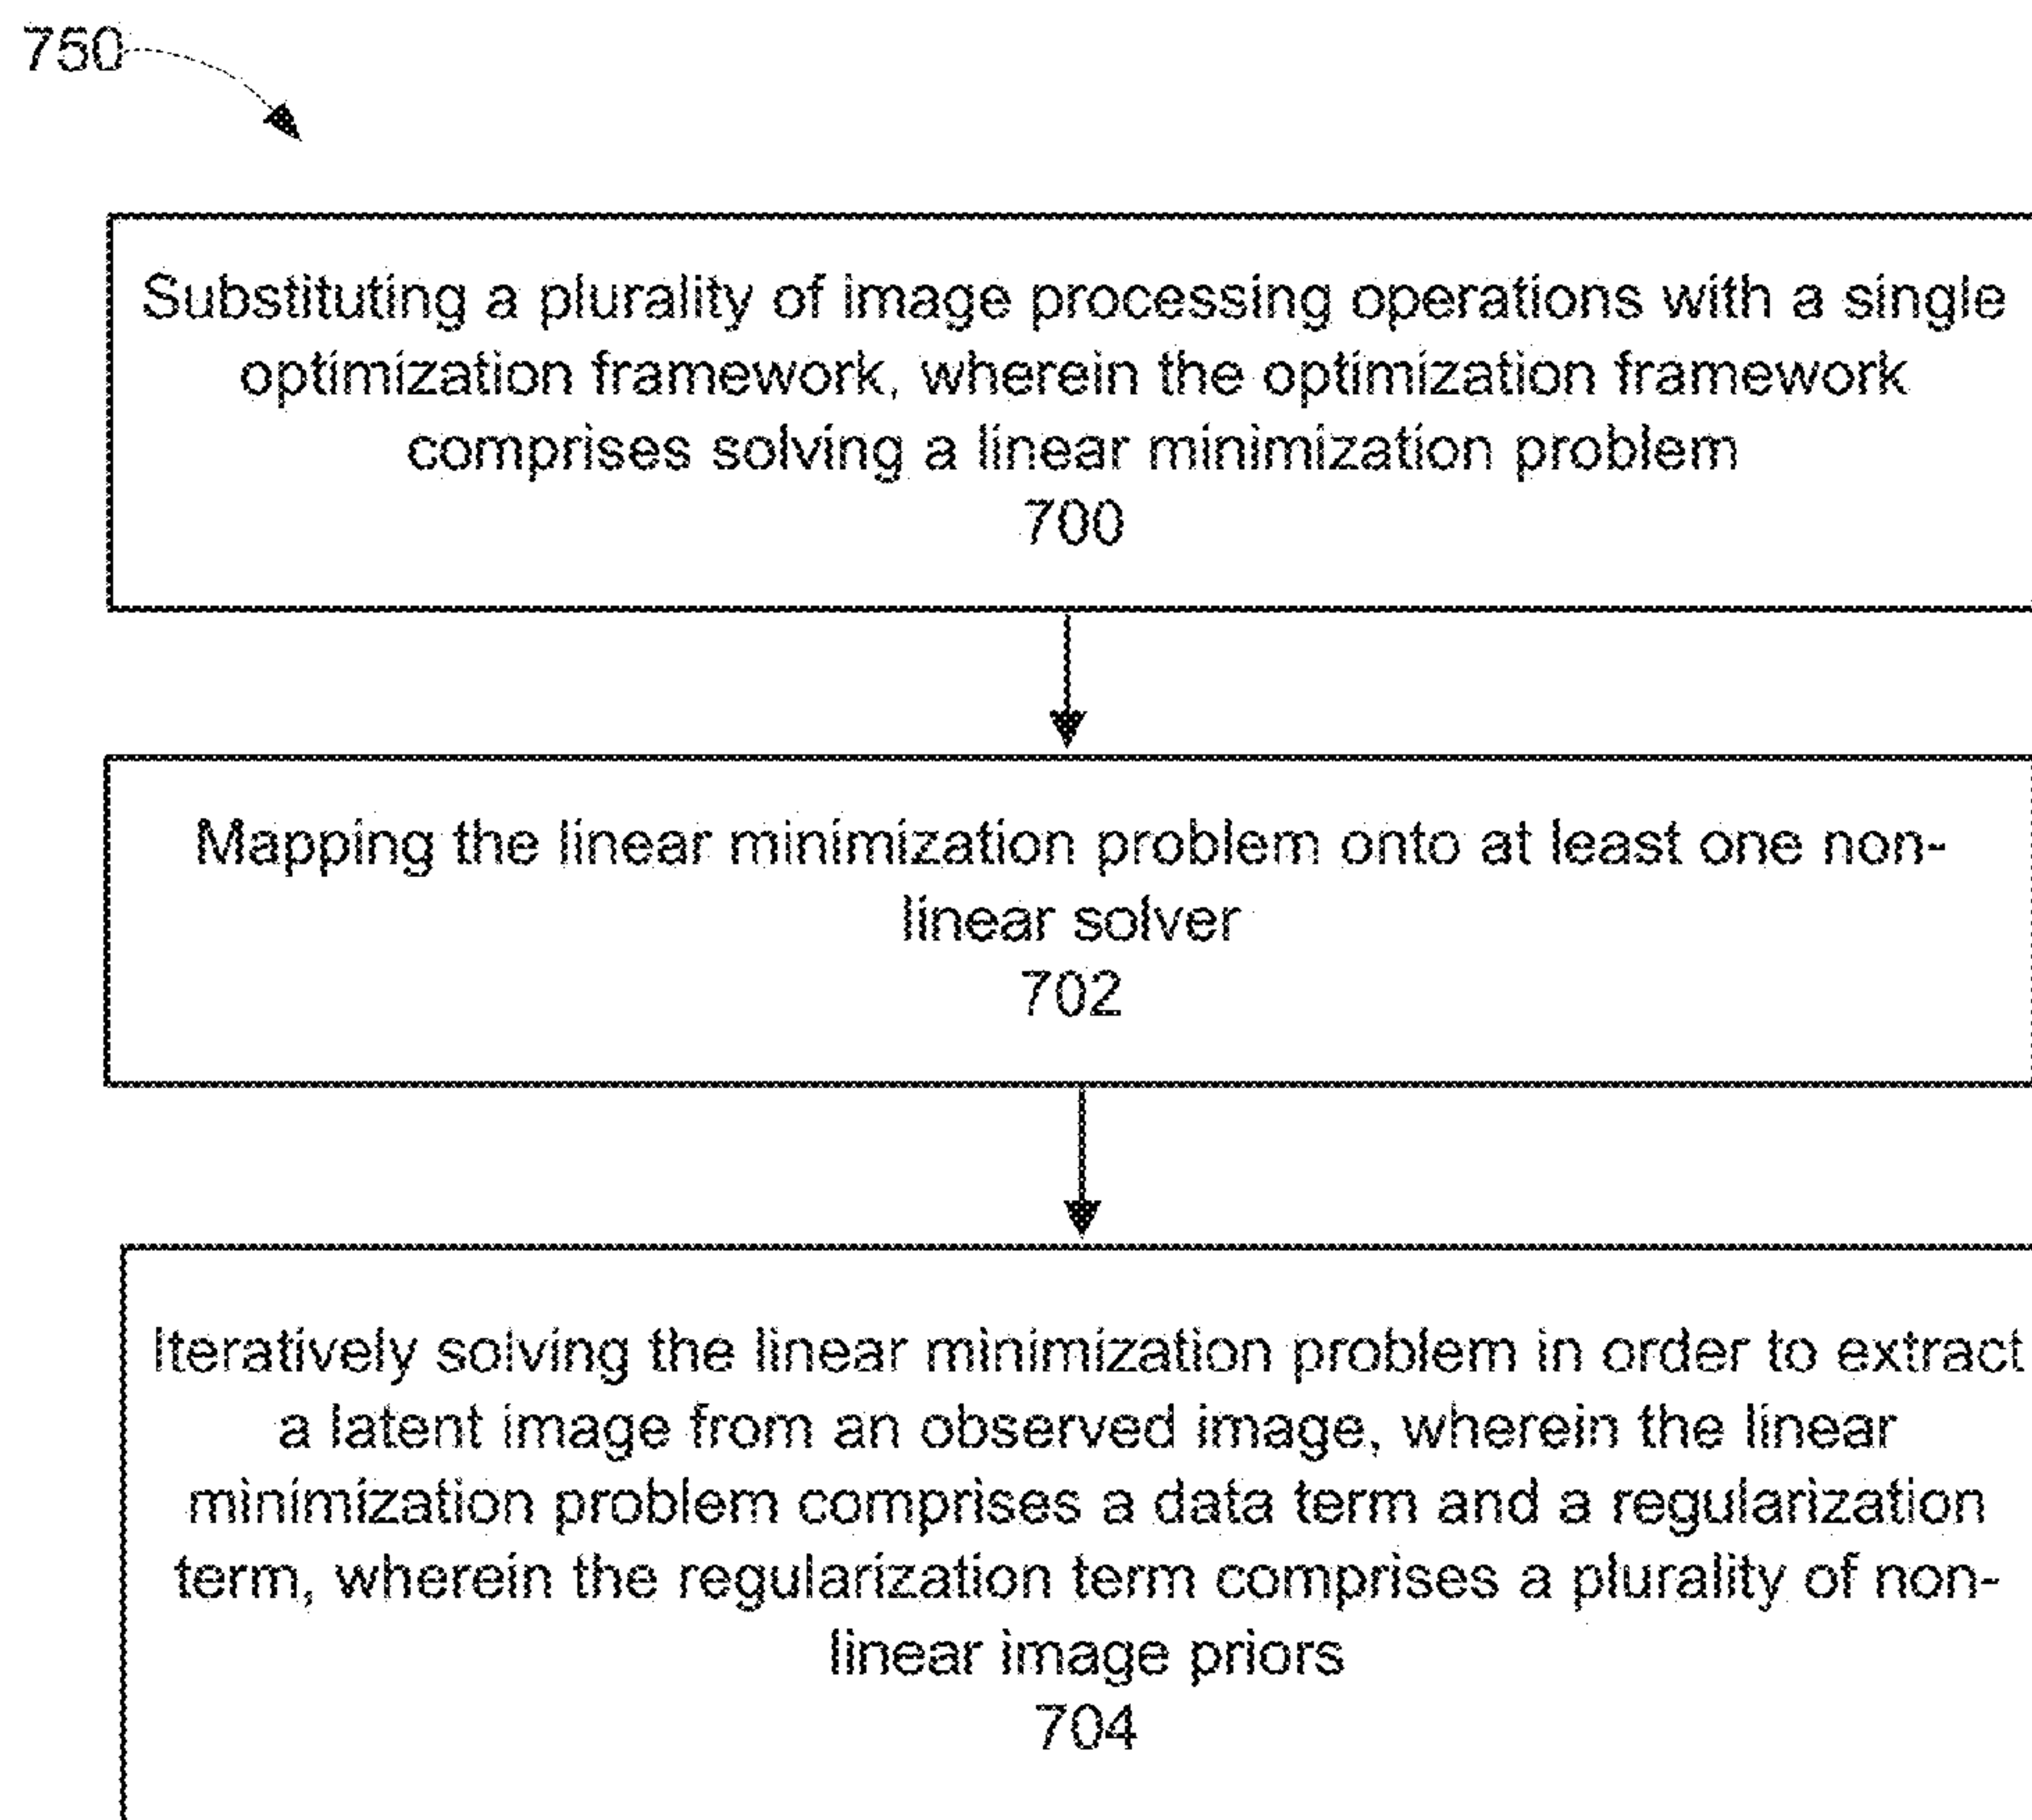 750
Substituting a plurality of image processing operations with a single
optimization framework, wherein the optimization framework
comprises solving a linear minimization problem
700
Mapping the linear minimization problem onto at least one non-
linear solver
702
Iteratively solving the linear minimization problem in order to extract
a latent image from an observed image, wherein the linear
minimization problem comprises a data term and a regularization
term, wherein the regularization term comprises a plurality of non-
linear image priors
704